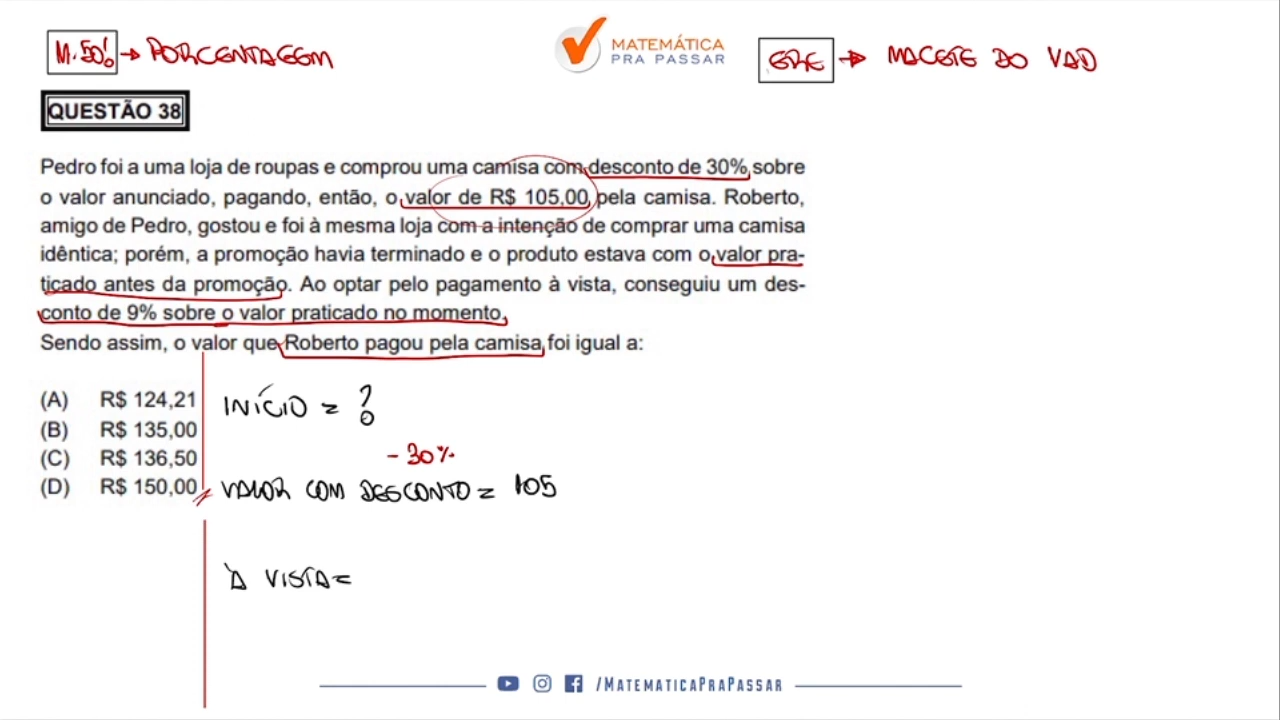 M.50! → PORCENTAGEM
MATEMÁTICA
PRA PASSAR
→ MACETE DO VAD
QUESTÃO 38
Pedro foi a uma loja de roupas e comprou uma camisa com desconto de 30% sobre
o valor anunciado, pagando, então, o valor de R$ 105,00 pela camisa. Roberto,
amigo de Pedro, gostou e foi à mesma loja com a intenção de comprar uma camisa
idêntica; porém, a promoção havia terminado e o produto estava com o valor pra-
ticado antes da promoção. Ao optar pelo pagamento à vista, conseguiu um des-
conto de 9% sobre o valor praticado no momento.
Sendo assim, o valor que Roberto pagou pela camisa foi igual a:
(A) R$ 124,21
(B) R$ 135,00
(C) R$ 136,50
(D) R$ 150,00
INÍCIO = ?
- 30%
VALOR COM DESCONTO = 105
À VISTA =
/MATEMATICAPRAPASSAR